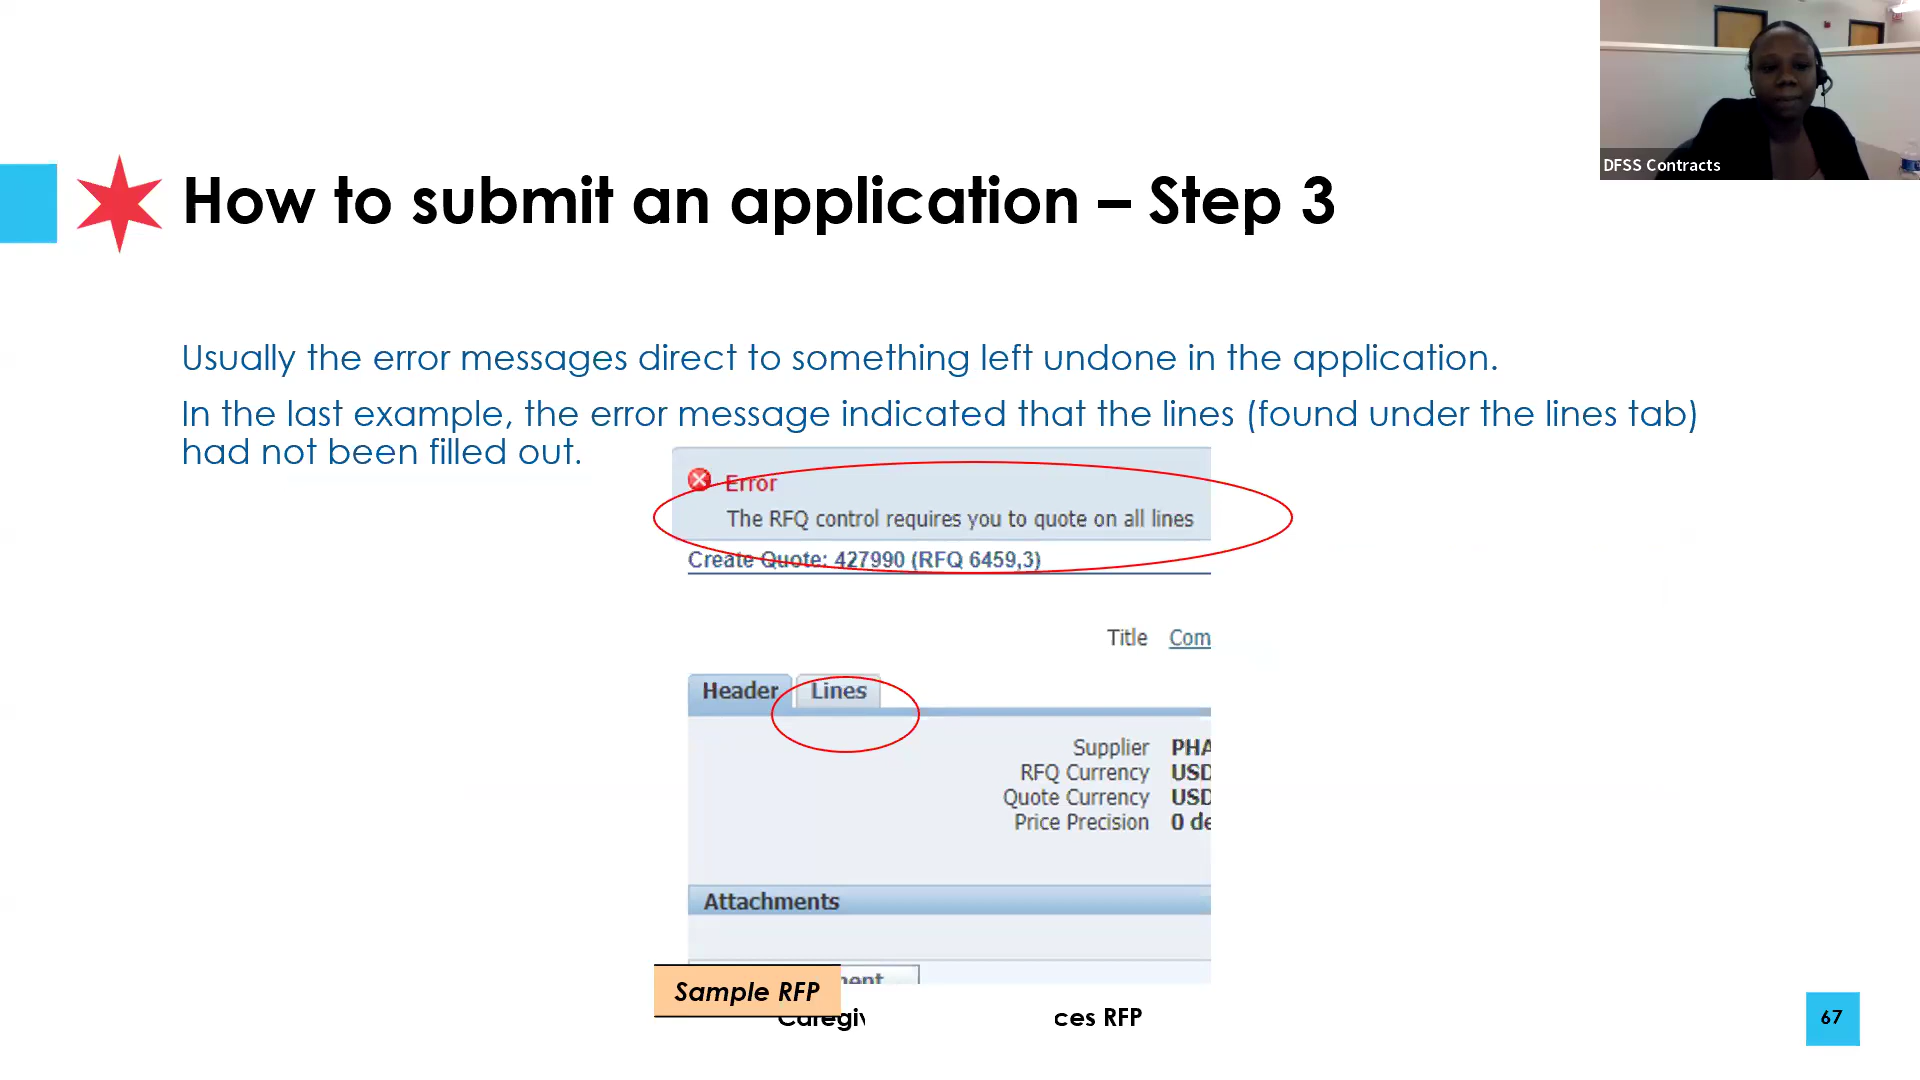 DFSS Contracts
How to submit an application – Step 3
Usually the error messages direct to something left undone in the application.
In the last example, the error message indicated that the lines (found under the lines tab)
had not been filled out.
Error
The RFQ control requires you to quote on all lines
Create Quote: 427990 (RFQ 6459,3)
Title Com
Header Lines
Supplier PHA
RFQ Currency USD
Quote Currency USD
Price Precision 0 de
Attachments
Sample RFP
ces RFP
67